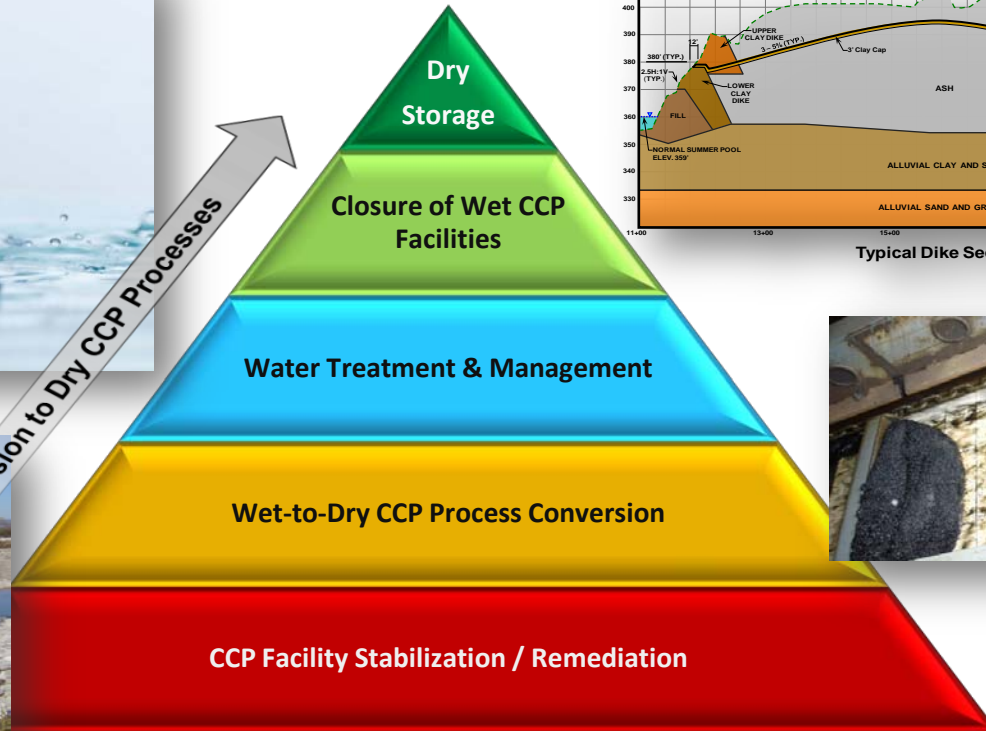 Dry
Storage
Closure of Wet CCP
Facilities
Water Treatment & Management
Wet-to-Dry CCP Process Conversion
CCP Facility Stabilization / Remediation
to Dry CCP Processes
400
390
380
370
360
350
340
330
11+00
13+00
15+00
UPPER
CLAY DIKE
12'
380' (TYP.)
3 – 5% (TYP.)
3' Clay Cap
2.5H:1V
(TYP.)
LOWER
CLAY
DIKE
ASH
FILL
NORMAL SUMMER POOL
ELEV. 359'
ALLUVIAL CLAY AND
ALLUVIAL SAND AND
Typical Dike